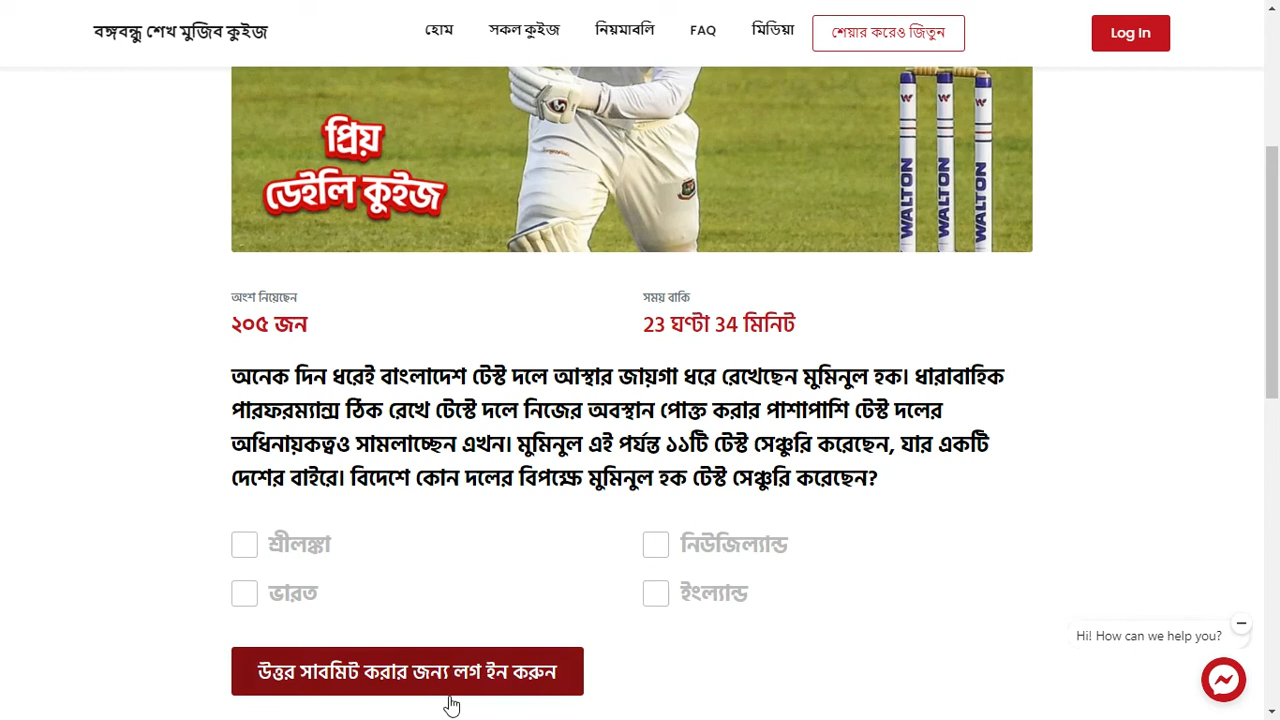 বঙ্গবন্ধু শেখ মুজিব কুইজ
হোম সকল কুইজ নিয়মাবলি FAQ মিডিয়া শেয়ার করেও জিতুন Log In
প্রিয়
ডেইলি কুইজ
WALTON WALTON WALTON
অংশ নিয়েছেন
সময় বাকি
২০৫ জন
23 ঘণ্টা 34 মিনিট
অনেক দিন ধরেই বাংলাদেশ টেস্ট দলে আস্থার জায়গা ধরে রেখেছেন মুমিনুল হক। ধারাবাহিক
পারফরম্যান্স ঠিক রেখে টেস্টে দলে নিজের অবস্থান পোক্ত করার পাশাপাশি টেস্ট দলের
অধিনায়কত্বও সামলাচ্ছেন এখন। মুমিনুল এই পর্যন্ত ১১টি টেস্ট সেঞ্চুরি করেছেন, যার একটি
দেশের বাইরে। বিদেশে কোন দলের বিপক্ষে মুমিনুল হক টেস্ট সেঞ্চুরি করেছেন?
শ্রীলঙ্কা
নিউজিল্যান্ড
ভারত
ইংল্যান্ড
উত্তর সাবমিট করার জন্য লগ ইন করুন
Hi! How can we help you?